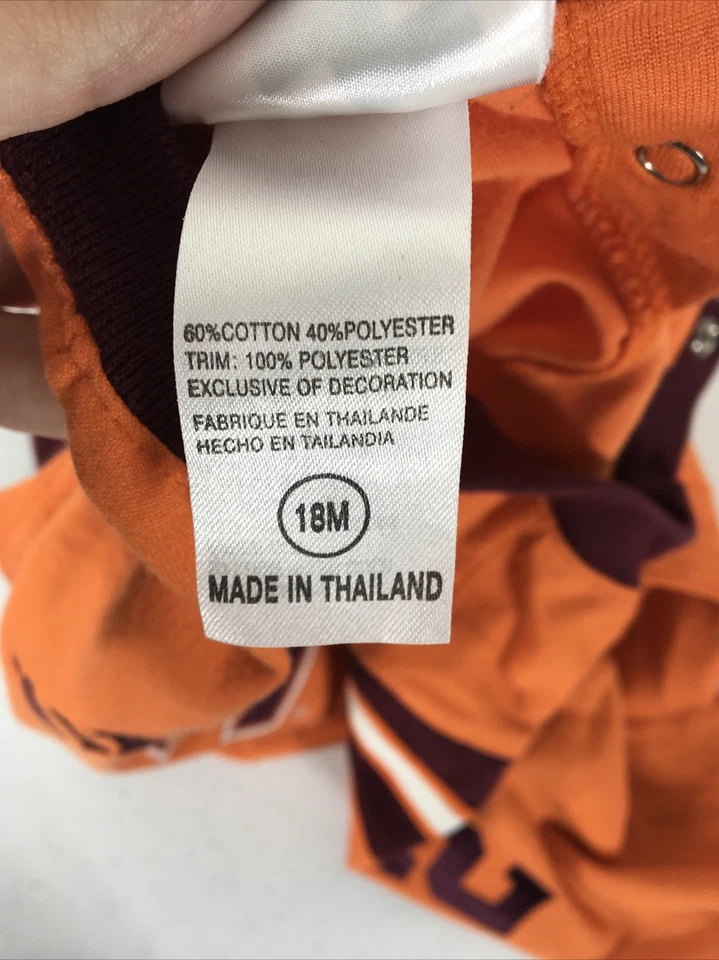 60%COTTON 40%POLYESTER
TRIM: 100% POLYESTER
EXCLUSIVE OF DECORATION
FABRIQUE EN THAILANDE
HECHO EN TAILANDIA
18M
MADE IN THAILAND